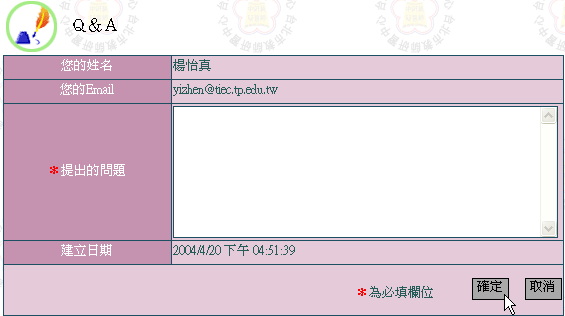 Q & A
您的姓名 楊怡真
您的Email yizhen@tiec.tp.edu.tw
*提出的問題
建立日期 2004/4/20 下午 04:51:39
*為必填欄位 確定 取消